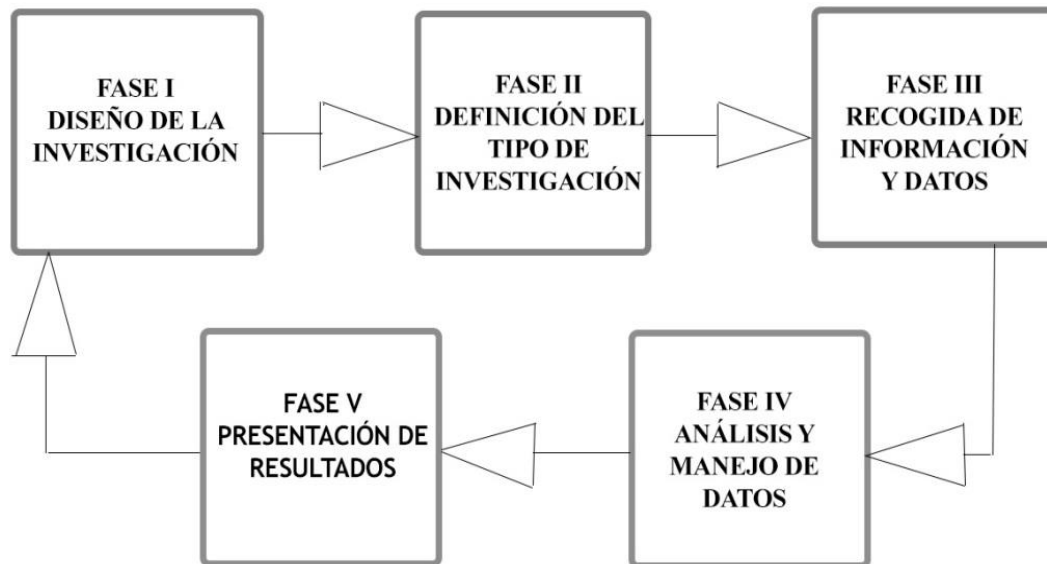 FASE I
DISEÑO DE LA
INVESTIGACIÓN
FASE II
DEFINICIÓN DEL
TIPO DE
INVESTIGACIÓN
FASE III
RECOGIDA DE
INFORMACIÓN
Y DATOS
FASE IV
ANÁLISIS Y
MANEJO DE
DATOS
FASE V
PRESENTACIÓN DE
RESULTADOS